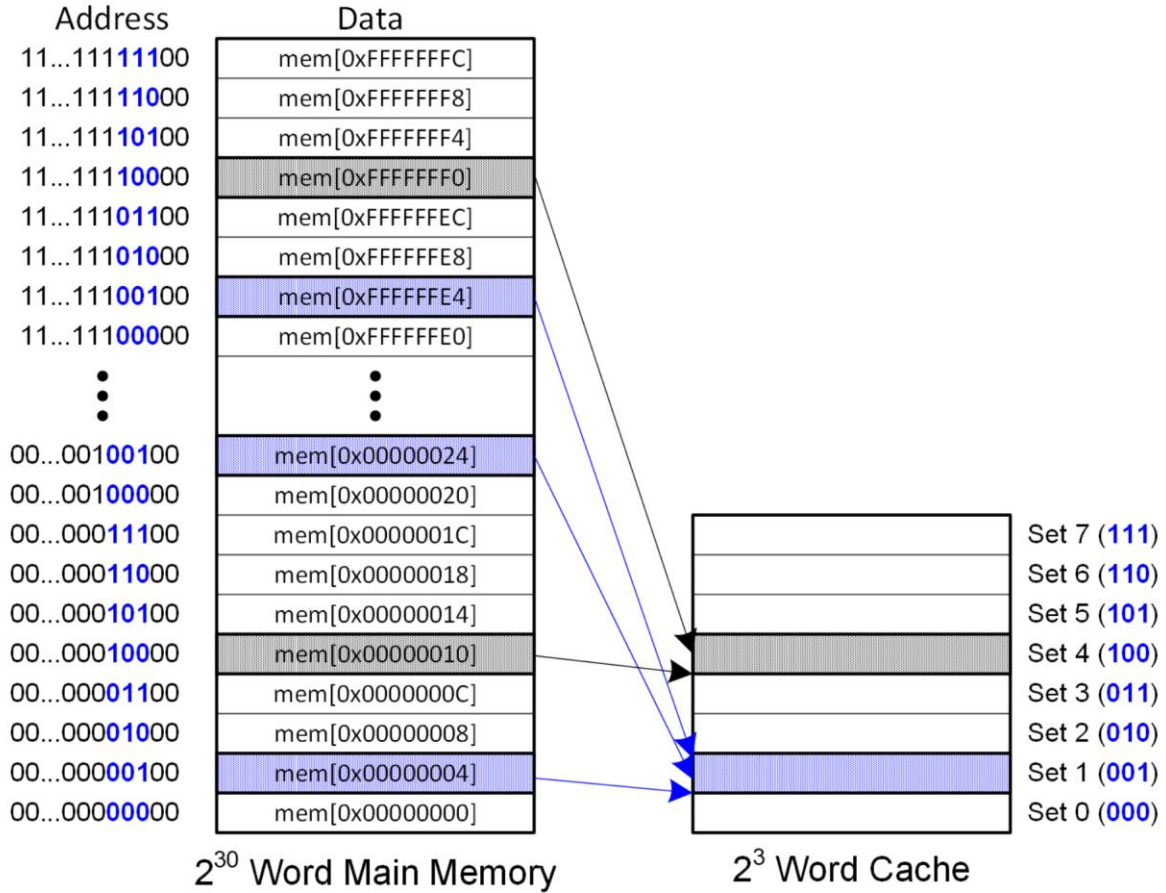 Address Data
11...11111100 mem[0xFFFFFFFC]
11...11111000 mem[0xFFFFFFF8]
11...11110100 mem[0xFFFFFFF4]
11...11110000 mem[0xFFFFFFF0]
11...11101100 mem[0xFFFFFFEC]
11...11101000 mem[0xFFFFFFE8]
11...11100100 mem[0xFFFFFFE4]
11...11100000 mem[0xFFFFFFE0]
00...00100100 mem[0x00000024]
00...00100000 mem[0x00000020]
00...00011100 mem[0x0000001C] Set 7 (111)
00...00011000 mem[0x00000018] Set 6 (110)
00...00010100 mem[0x00000014] Set 5 (101)
00...00010000 mem[0x00000010] Set 4 (100)
00...00001100 mem[0x0000000C] Set 3 (011)
00...00001000 mem[0x00000008] Set 2 (010)
00...00000100 mem[0x00000004] Set 1 (001)
00...00000000 mem[0x00000000] Set 0 (000)
2³⁰ Word Main Memory 2³ Word Cache